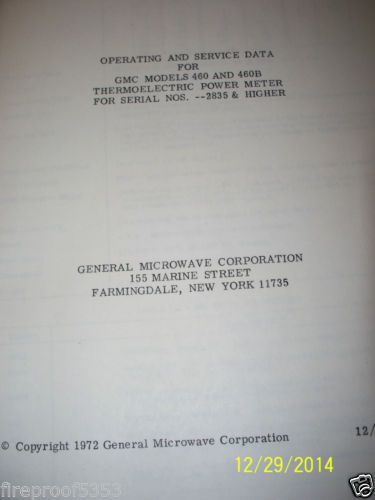 OPERATING AND SERVICE DATA
FOR
GMC MODELS 460 AND 460B
THERMOELECTRIC POWER METER
FOR SERIAL NOS. --2835 & HIGHER
GENERAL MICROWAVE CORPORATION
155 MARINE STREET
FARMINGDALE, NEW YORK 11735
12/
© Copyright 1972 General Microwave Corporation
12/29/2014
fireproof5353